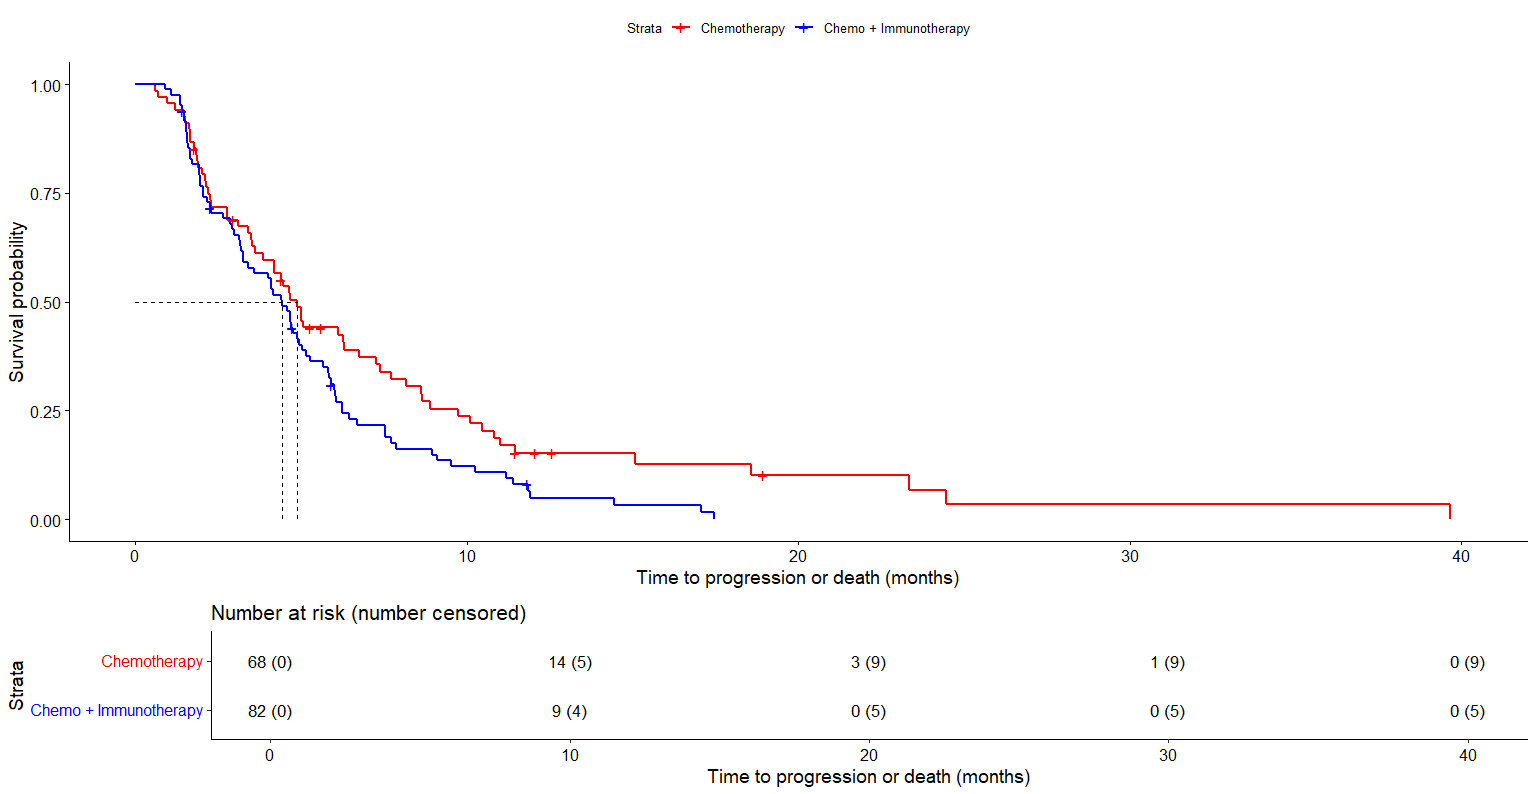 Strata Chemotherapy Chemo + Immunotherapy
1.00
0.75
0.50
0.25
0.00
Survival probability
0 10 20 30 40
Time to progression or death (months)
Number at risk (number censored)
Strata
Chemotherapy 68 (0) 14 (5) 3 (9) 1 (9) 0 (9)
Chemo + Immunotherapy 82 (0) 9 (4) 0 (5) 0 (5) 0 (5)
0 10 20 30 40
Time to progression or death (months)